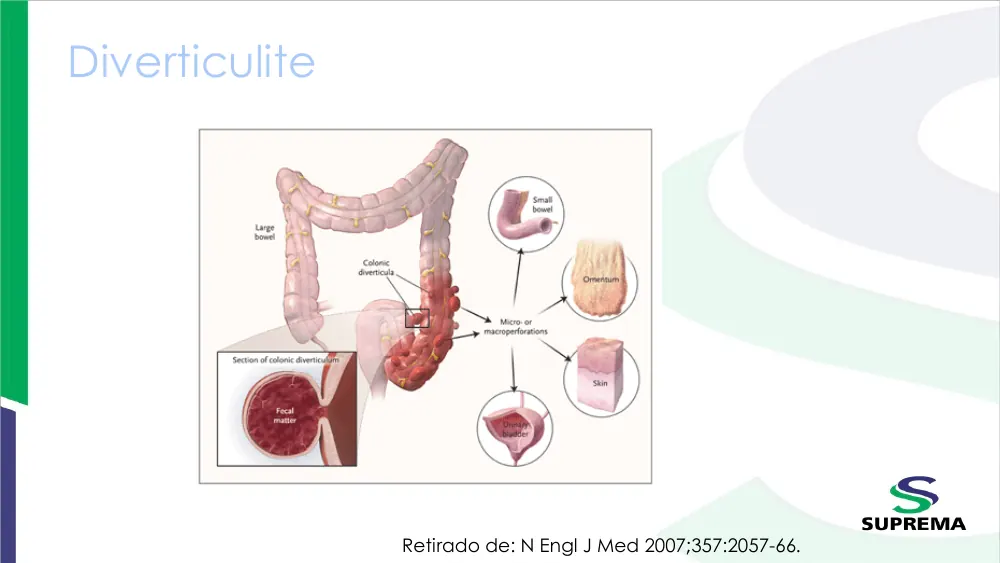 Diverticulite
Large
bowel
Colonic
diverticula
Small
bowel
Omentum
Micro- or
macroperforations
Skin
Urinary
bladder
Section of colonic diverticulum
Fecal
matter
SUPREMA
Retirado de: N Engl J Med 2007;357:2057-66.